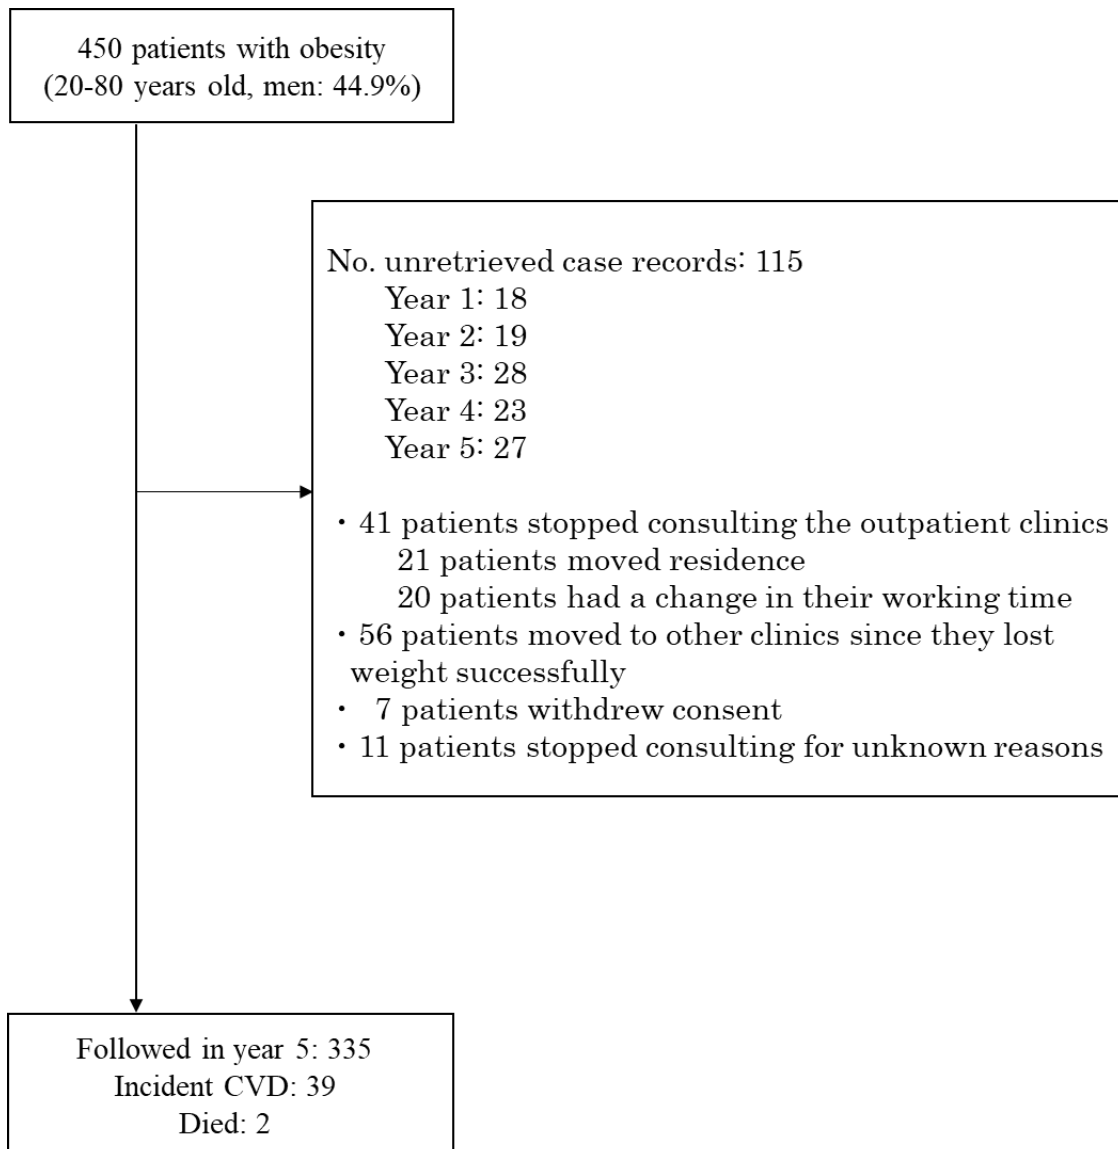 450 patients with obesity
(20-80 years old, men: 44.9%)
No. unretrieved case records: 115
Year 1: 18
Year 2: 19
Year 3: 28
Year 4: 23
Year 5: 27
・41 patients stopped consulting the outpatient clinics
21 patients moved residence
20 patients had a change in their working time
・56 patients moved to other clinics since they lost
weight successfully
・ 7 patients withdrew consent
・11 patients stopped consulting for unknown reasons
Followed in year 5: 335
Incident CVD: 39
Died: 2